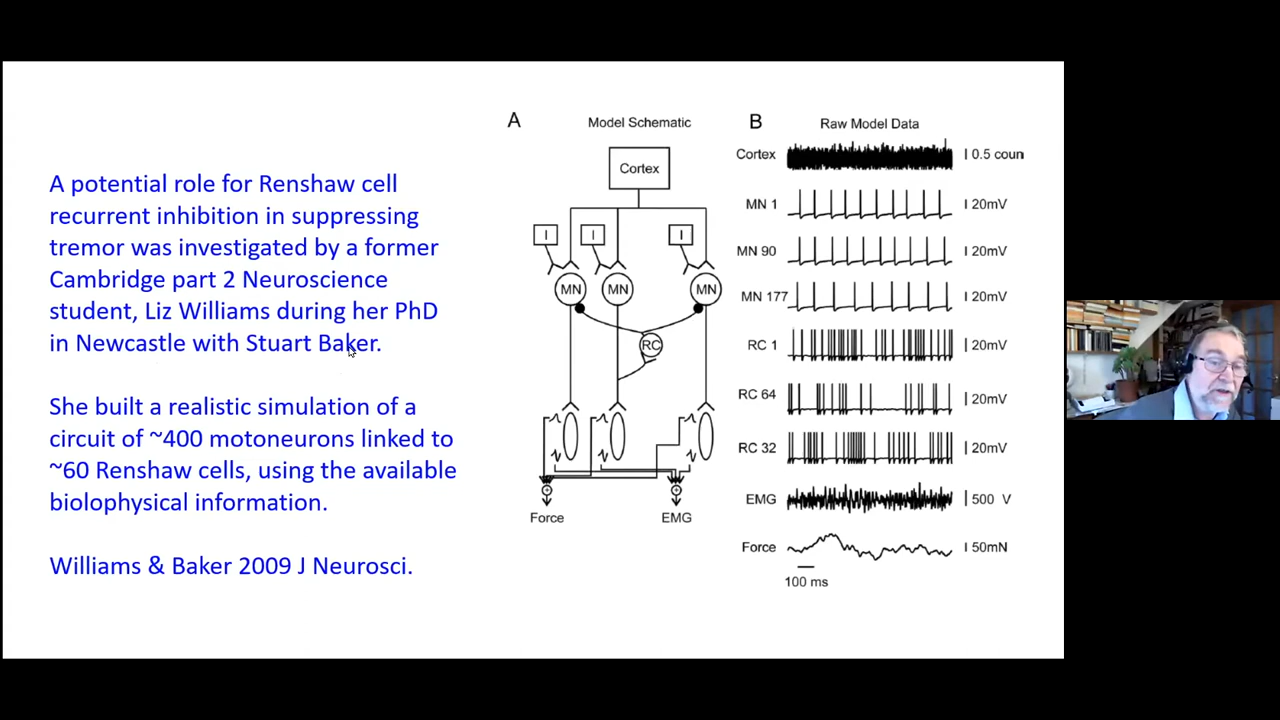 A potential role for Renshaw cell
recurrent inhibition in suppressing
tremor was investigated by a former
Cambridge part 2 Neuroscience
student, Liz Williams during her PhD
in Newcastle with Stuart Baker.
She built a realistic simulation of a
circuit of ~400 motoneurons linked to
~60 Renshaw cells, using the available
biolophysical information.
Williams & Baker 2009 J Neurosci.
A
Model Schematic
Cortex
I I I
MN MN MN
RC
Force EMG
B
Raw Model Data
Cortex 0.5 coun
MN 1 20mV
MN 90 20mV
MN 177 20mV
RC 1 20mV
RC 64 20mV
RC 32 20mV
EMG 500 V
Force 50mN
100 ms